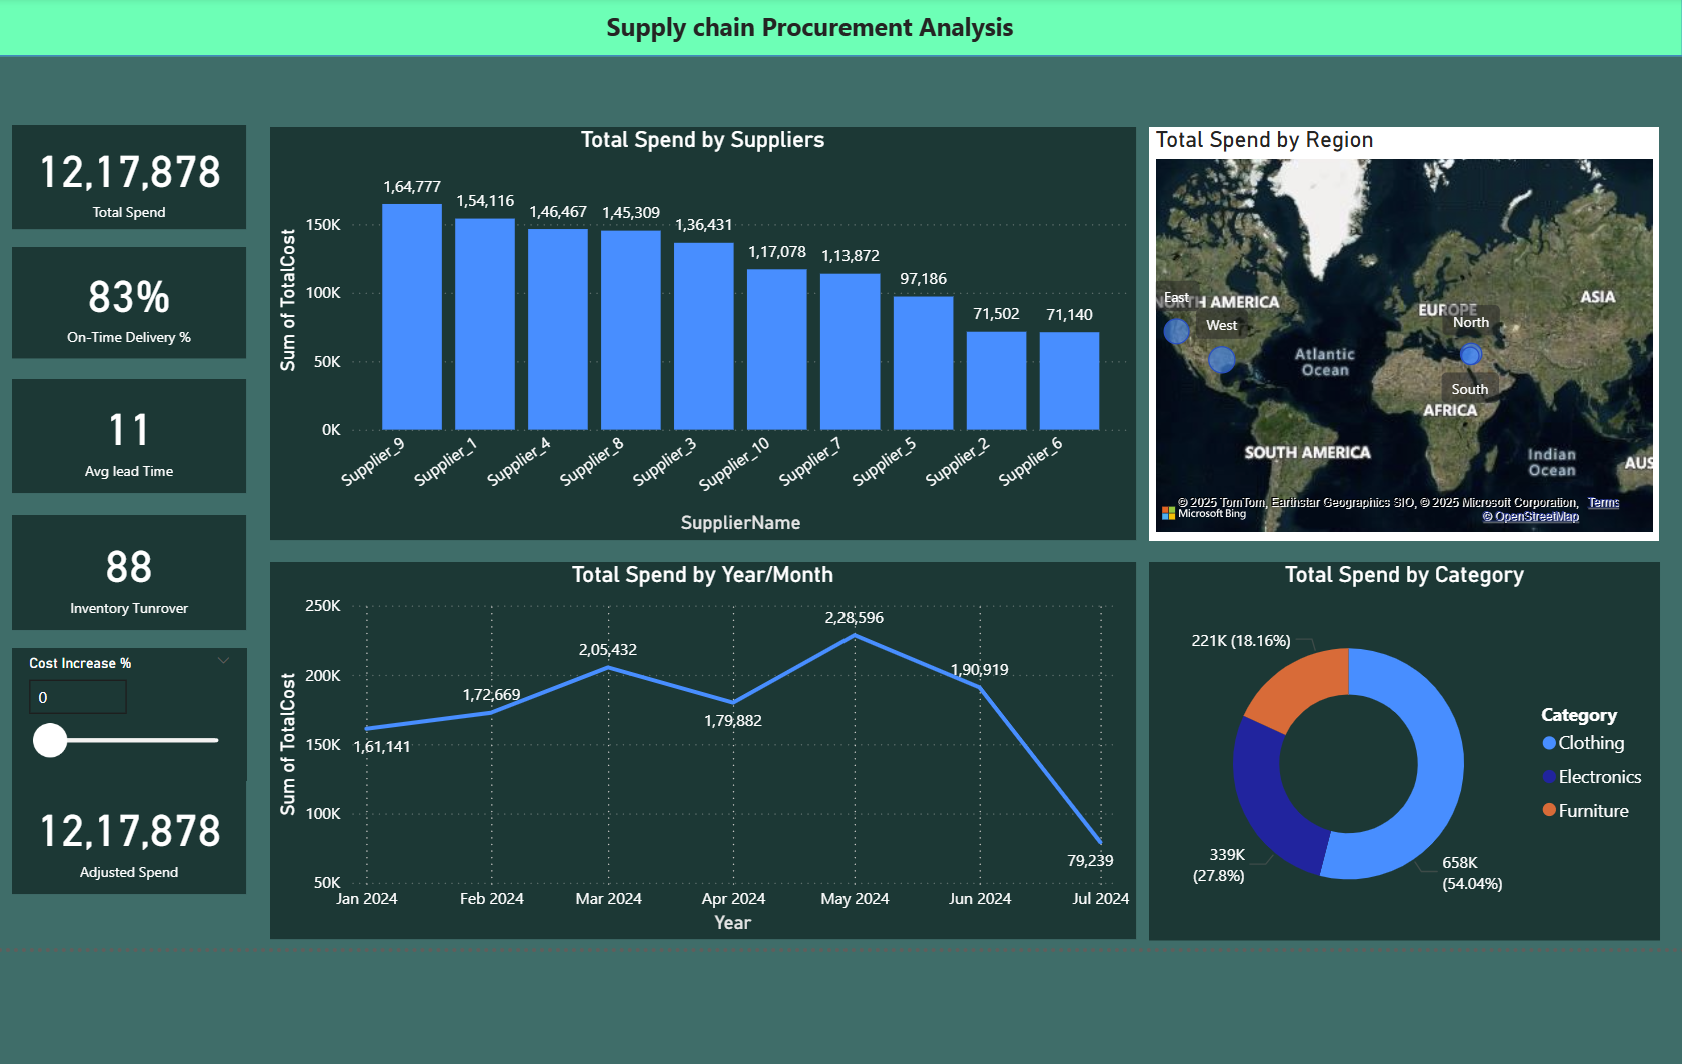 Supply chain Procurement Analysis
12,17,878
Total Spend
83%
On-Time Delivery %
11
Avg lead Time
88
Inventory Tunrover
Cost Increase %
0
12,17,878
Adjusted Spend
Total Spend by Suppliers
Sum of TotalCost
150K
100K
50K
0K
1,64,777
1,54,116
1,46,467
1,45,309
1,36,431
1,17,078
1,13,872
97,186
71,502
71,140
Supplier_9
Supplier_1
Supplier_4
Supplier_8
Supplier_3
Supplier_10
Supplier_7
Supplier_5
Supplier_2
Supplier_6
SupplierName
Total Spend by Region
East
NORTH AMERICA
West
EUROPE
North
ASIA
Atlantic
Ocean
South
AFRICA
SOUTH AMERICA
Indian
Ocean
AUS
© 2025 TomTom, Earthstar Geographics SIO, © 2025 Microsoft Corporation, Terms
Microsoft Bing
© OpenStreetMap
Total Spend by Year/Month
Sum of TotalCost
250K
200K
150K
100K
50K
1,61,141
1,72,669
2,05,432
1,79,882
2,28,596
1,90,919
79,239
Jan 2024
Feb 2024
Mar 2024
Apr 2024
May 2024
Jun 2024
Jul 2024
Year
Total Spend by Category
221K (18.16%)
339K
(27.8%)
658K
(54.04%)
Category
Clothing
Electronics
Furniture